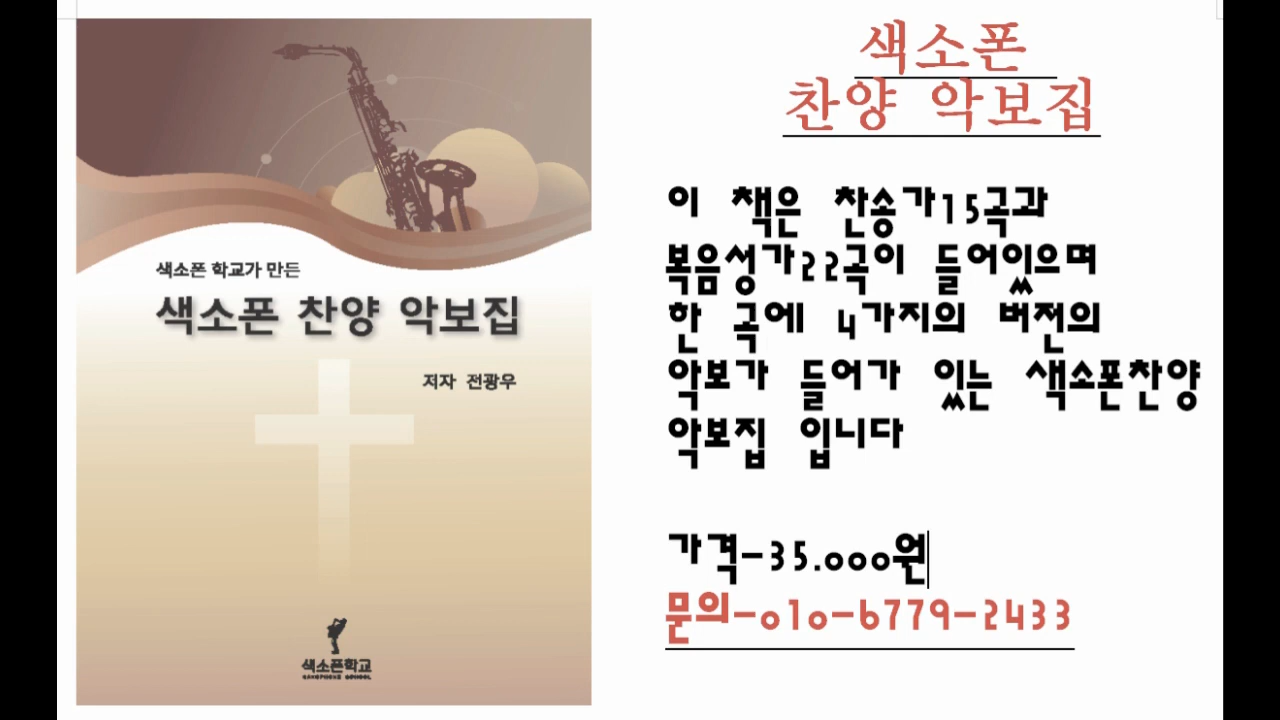 색소폰 학교가 만든
색소폰 찬양 악보집
저자 전광우
색소폰학교
SAXOPHONE SCHOOL
색소폰
찬양 악보집
이 책은 찬송가15곡과
복음성가22곡이 들어있으며
한 곡에 4가지의 버전의
악보가 들어가 있는 색소폰찬양
악보집 입니다
가격-35.000원
문의-010-6779-2433